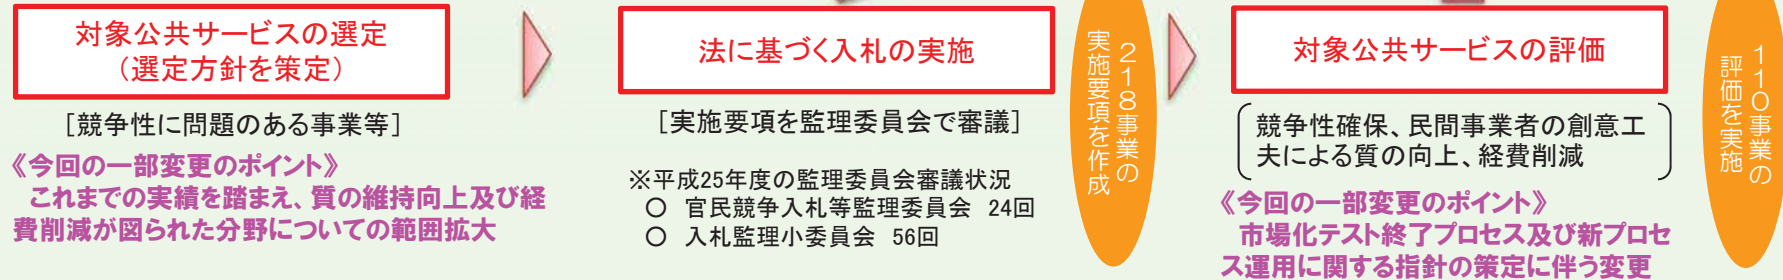 対象公共サービスの選定
（選定方針を策定）
［競争性に問題のある事業等］
《今回の一部変更のポイント》
これまでの実績を踏まえ、質の維持向上及び経
費削減が図られた分野についての範囲拡大
法に基づく入札の実施
［実施要項を監理委員会で審議］
※平成25年度の監理委員会審議状況
○ 官民競争入札等監理委員会 24回
○ 入札監理小委員会 56回
２１８事業の
実施要項を作成
対象公共サービスの評価
競争性確保、民間事業者の創意工
夫による質の向上、経費削減
《今回の一部変更のポイント》
市場化テスト終了プロセス及び新プロセ
ス運用に関する指針の策定に伴う変更
１１０事業の
評価を実施